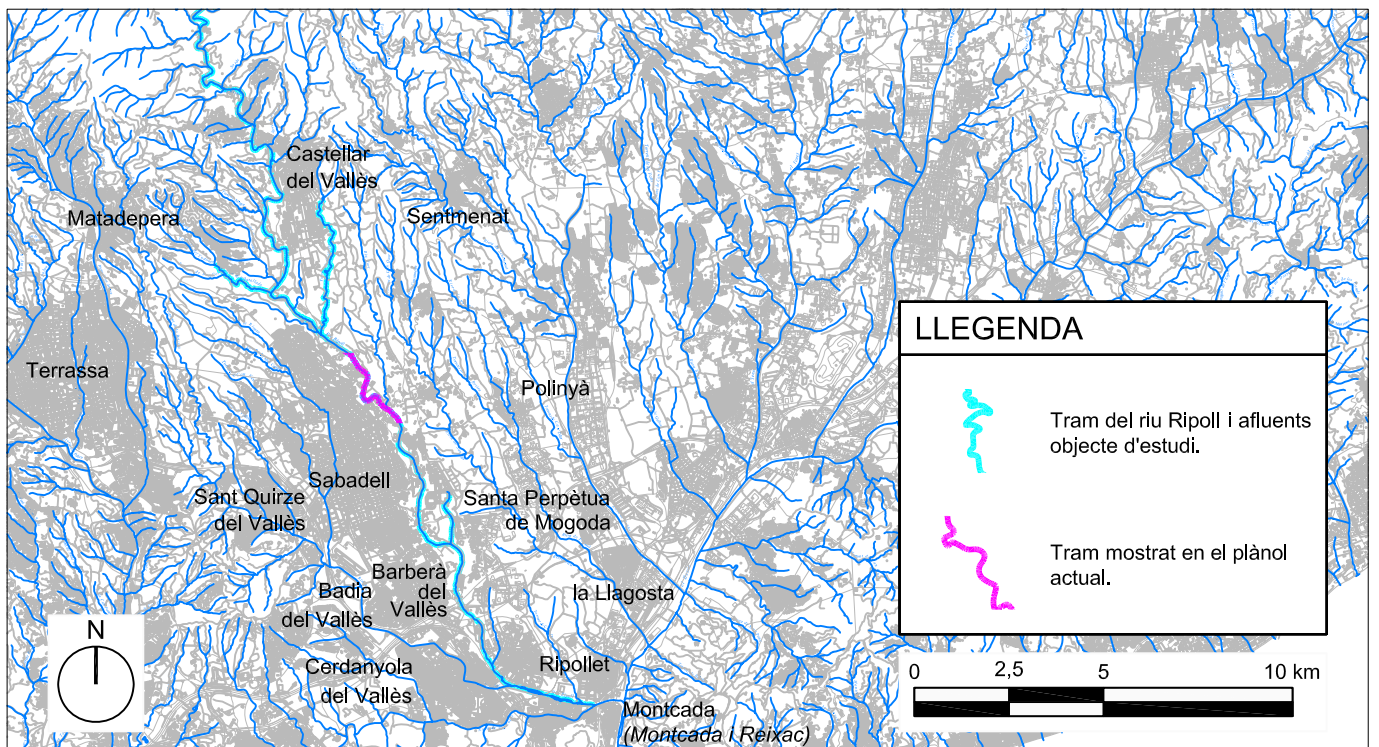 Castellar
del Vallès
Matadepera
Sentmenat
LLEGENDA
Terrassa
Polinyà
Tram del riu Ripoll i afluents
objecte d'estudi.
Sabadell
Sant Quirze
del Vallès
Santa Perpètua
de Mogoda
Tram mostrat en el plànol
actual.
Barberà
del
Vallès
Badia
del Vallès
la Llagosta
N
Cerdanyola
del Vallès
Ripollet
0 2,5 5 10 km
Montcada
(Montcada i Reixac)